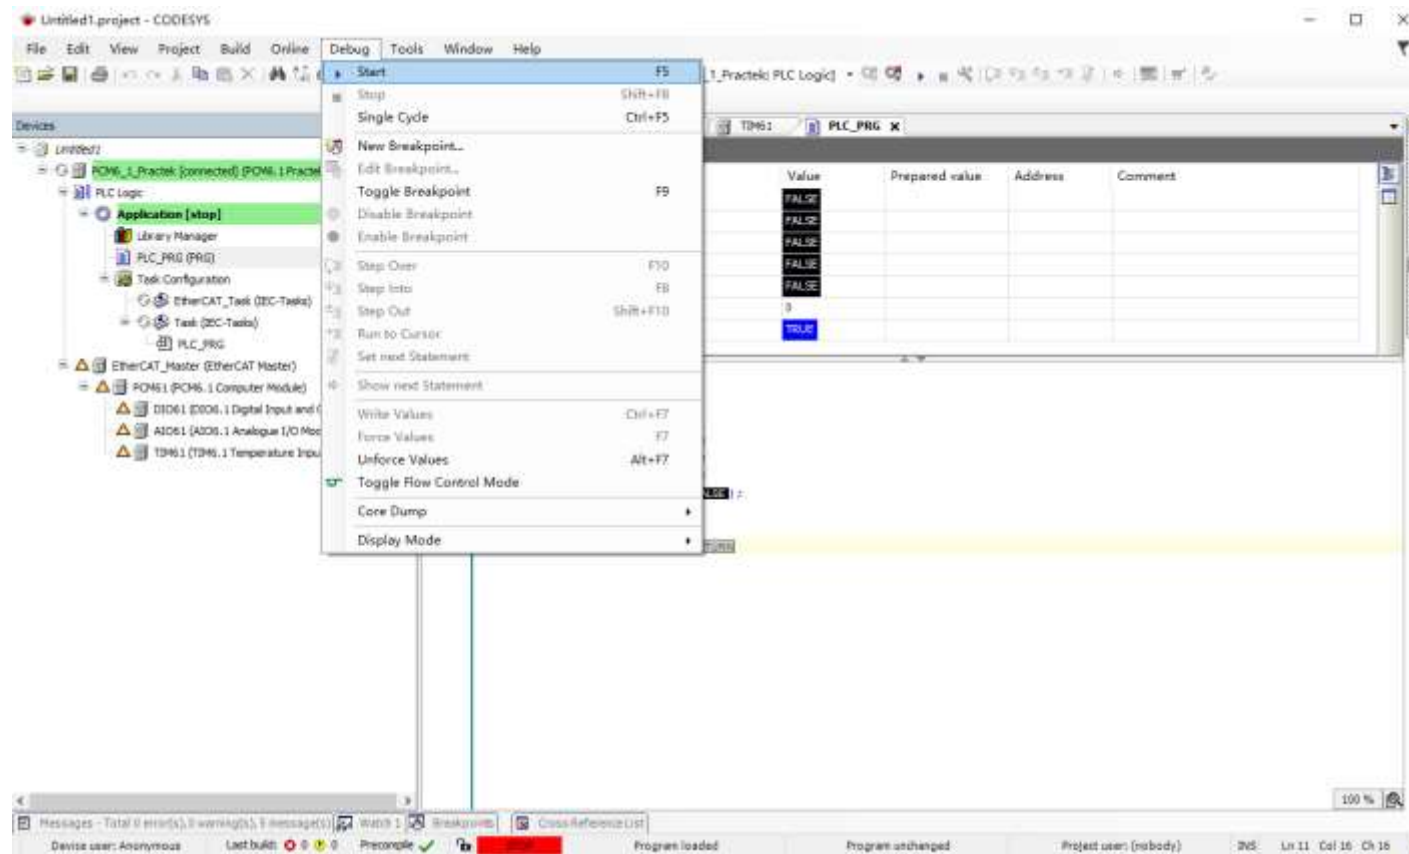 Untitled1.project - CODESYS
File Edit View Project Build Online Debug Tools Window Help
1_Practek: PLC Logic]
Start F5
Stop Shift+F8
Single Cycle Ctrl+F5
New Breakpoint...
Edit Breakpoint...
Toggle Breakpoint F9
Disable Breakpoint
Enable Breakpoint
Step Over F10
Step Into F8
Step Out Shift+F10
Run to Cursor
Set next Statement
Show next Statement
Write Values Ctrl+F7
Force Values F7
Unforce Values Alt+F7
Toggle Flow Control Mode
Core Dump
Display Mode
Devices
Untitled1
PCM6_1_Practek [connected] (PCM6.1 Practek
PLC Logic
Application [stop]
Library Manager
PLC_PRG (PRG)
Task Configuration
EtherCAT_Task (IEC-Tasks)
Task (IEC-Tasks)
PLC_PRG
EtherCAT_Master (EtherCAT Master)
PCM61 (PCM6.1 Computer Module)
DIO61 (DIO6.1 Digital Input and
AIO61 (AIO6.1 Analogue I/O Mod
TIM61 (TIM6.1 Temperature Inpu
TIM61 PLC_PRG
Value Prepared value Address Comment
FALSE
FALSE
FALSE
FALSE
FALSE
0
TRUE
100 %
Messages - Total 0 error(s), 0 warning(s), Watch 1 Breakpoints Cross Reference List
Device user: Anonymous Last build: 0 0 Precompile Program loaded Program unchanged Project user: (nobody) INS Ln 11 Col 16 Ch 16